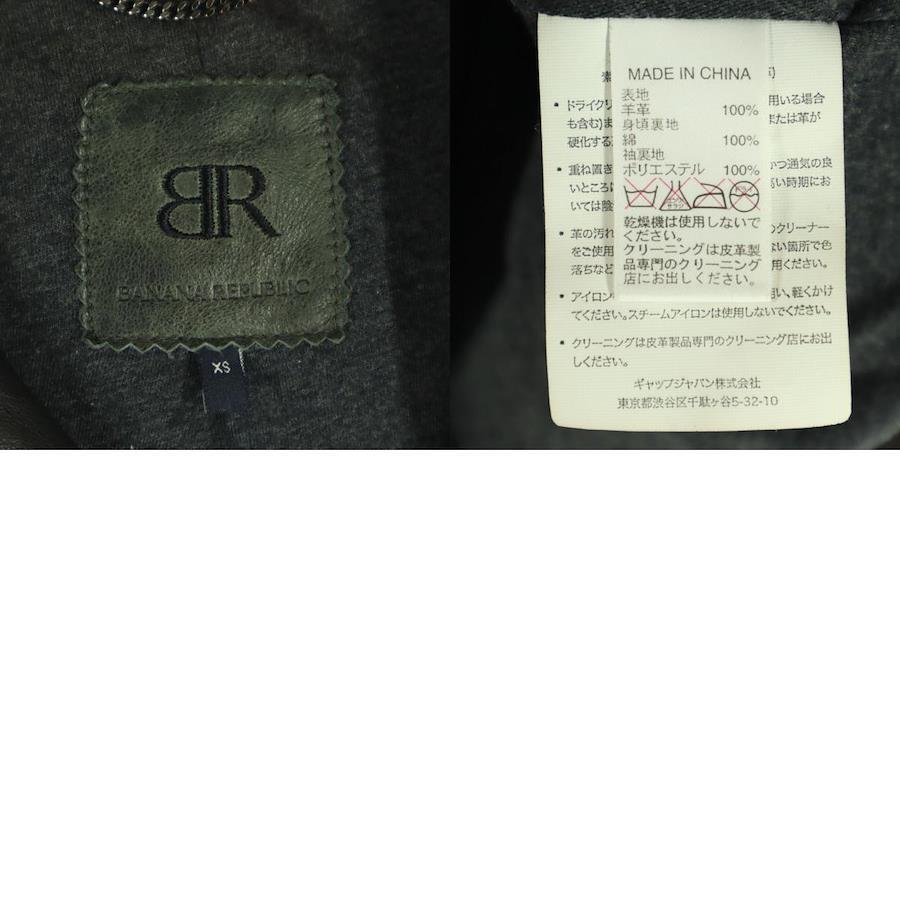 BR
BANANA REPUBLIC
XS
MADE IN CHINA
表地
羊革 100%
身頃裏地
綿 100%
袖裏地
ポリエステル 100%
乾燥機は使用しないで
ください。
クリーニングは皮革製
品専門のクリーニング
店にお出しください。
素
• ドライクリ 用いる場合
も含む)ま または革が
硬化する
• 重ね置き かつ通気の良
いところに 高い時期にお
いては陰
• 革の汚れ のクリーナー
をご使用 ない箇所で色
落ちなど 用ください。
• アイロン 用い、軽くかけ
てください。スチームアイロンは使用しないでください。
• クリーニングは皮革製品専門のクリーニング店にお出
しください。
ギャップジャパン株式会社
東京都渋谷区千駄ヶ谷5-32-10